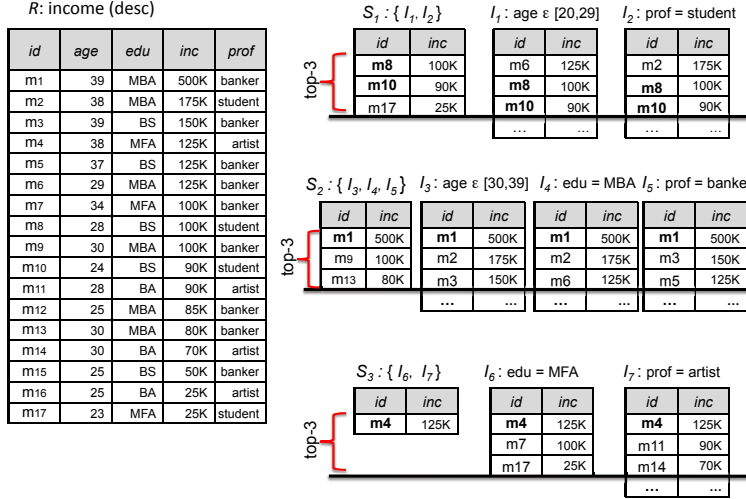 R: income (desc)
id age edu inc prof
m1 39 MBA 500K banker
m2 38 MBA 175K student
m3 39 BS 150K banker
m4 38 MFA 125K artist
m5 37 BS 125K banker
m6 29 MBA 125K banker
m7 34 MFA 100K banker
m8 28 BS 100K student
m9 30 MBA 100K banker
m10 24 BS 90K student
m11 28 BA 90K artist
m12 25 MBA 85K banker
m13 30 MBA 80K banker
m14 30 BA 70K artist
m15 25 BS 50K banker
m16 25 BA 25K artist
m17 23 MFA 25K student
S1 : { I1, I2} I1 : age ε [20,29] I2 : prof = student
id inc id inc id inc
m8 100K m6 125K m2 175K
m10 90K m8 100K m8 100K
m17 25K m10 90K m10 90K
... ... ... ...
top-3
S2 : { I3, I4, I5} I3 : age ε [30,39] I4 : edu = MBA I5 : prof = banke
id inc id inc id inc id inc
m1 500K m1 500K m1 500K m1 500K
m9 100K m2 175K m2 175K m3 150K
m13 80K m3 150K m6 125K m5 125K
... ... ... ... ... ...
top-3
S3 : { I6, I7} I6 : edu = MFA I7 : prof = artist
id inc id inc id inc
m4 125K m4 125K m4 125K
m7 100K m11 90K
m17 25K m14 70K
... ...
top-3